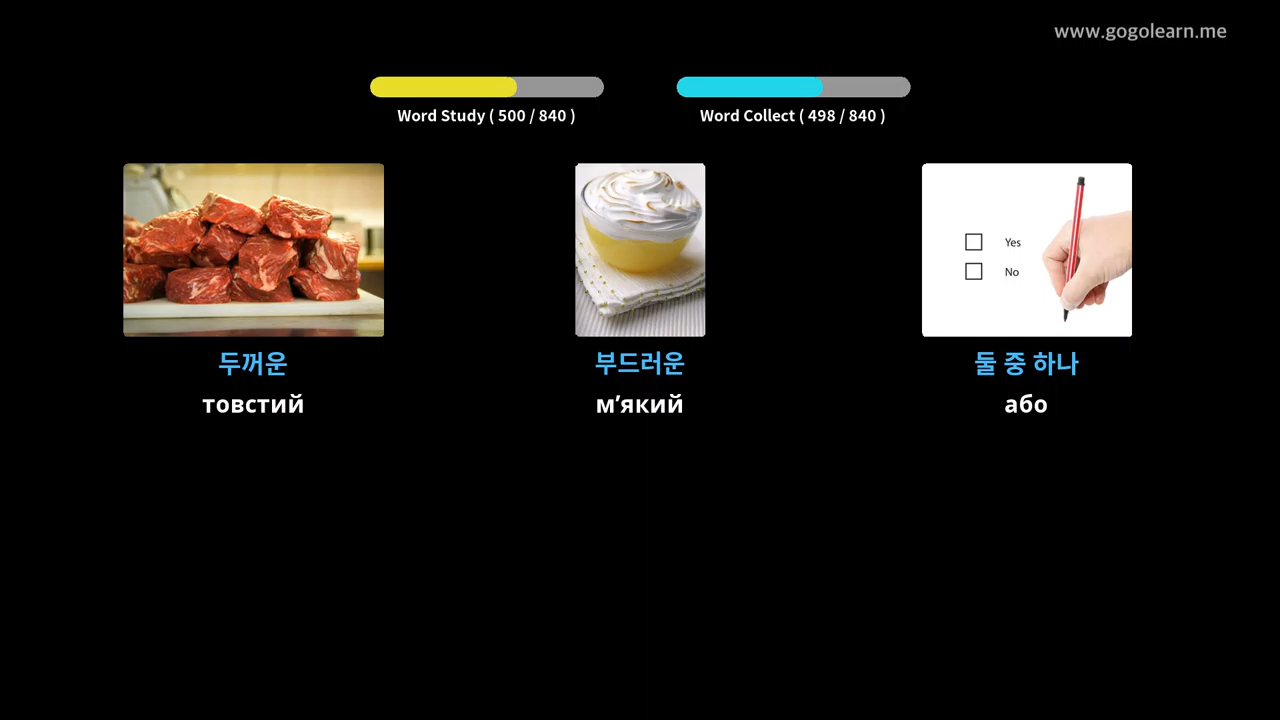 www.gogolearn.me
Word Study ( 500 / 840 )
Word Collect ( 498 / 840 )
Yes
No
두꺼운
부드러운
둘 중 하나
товстий
м’який
або